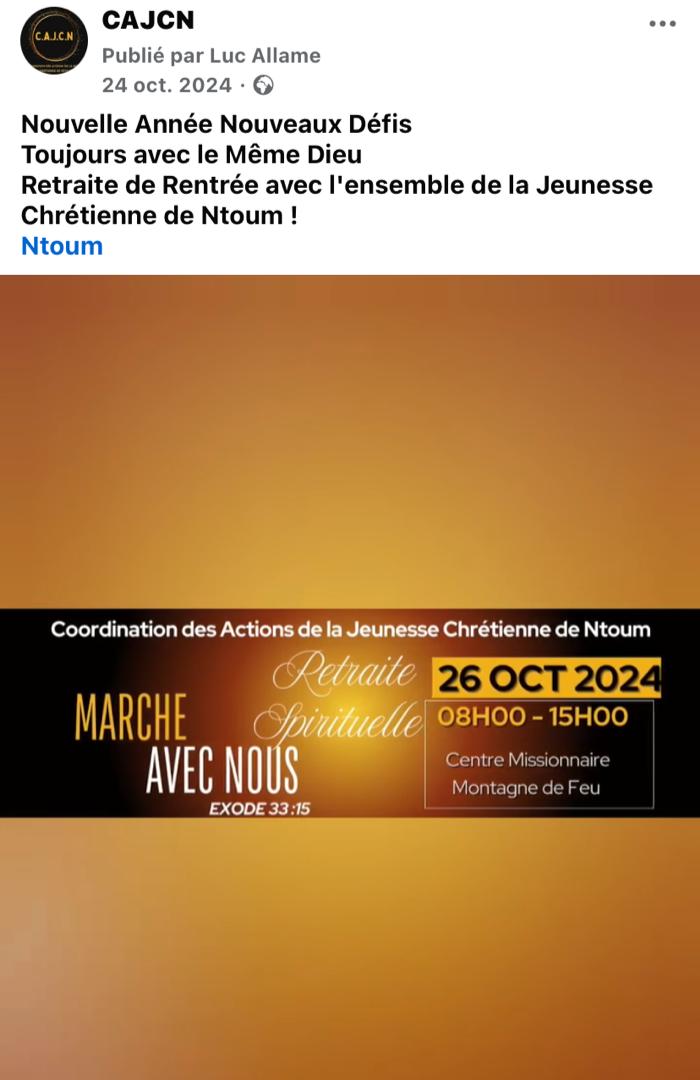 C.A.J.C.N
CAJCN
Publié par Luc Allame
24 oct. 2024 ·
Nouvelle Année Nouveaux Défis
Toujours avec le Même Dieu
Retraite de Rentrée avec l'ensemble de la Jeunesse
Chrétienne de Ntoum !
Ntoum
Coordination des Actions de la Jeunesse Chrétienne de Ntoum
Retraite
Spirituelle
MARCHE
AVEC NOUS
EXODE 33:15
26 OCT 2024
08H00 - 15H00
Centre Missionnaire
Montagne de Feu